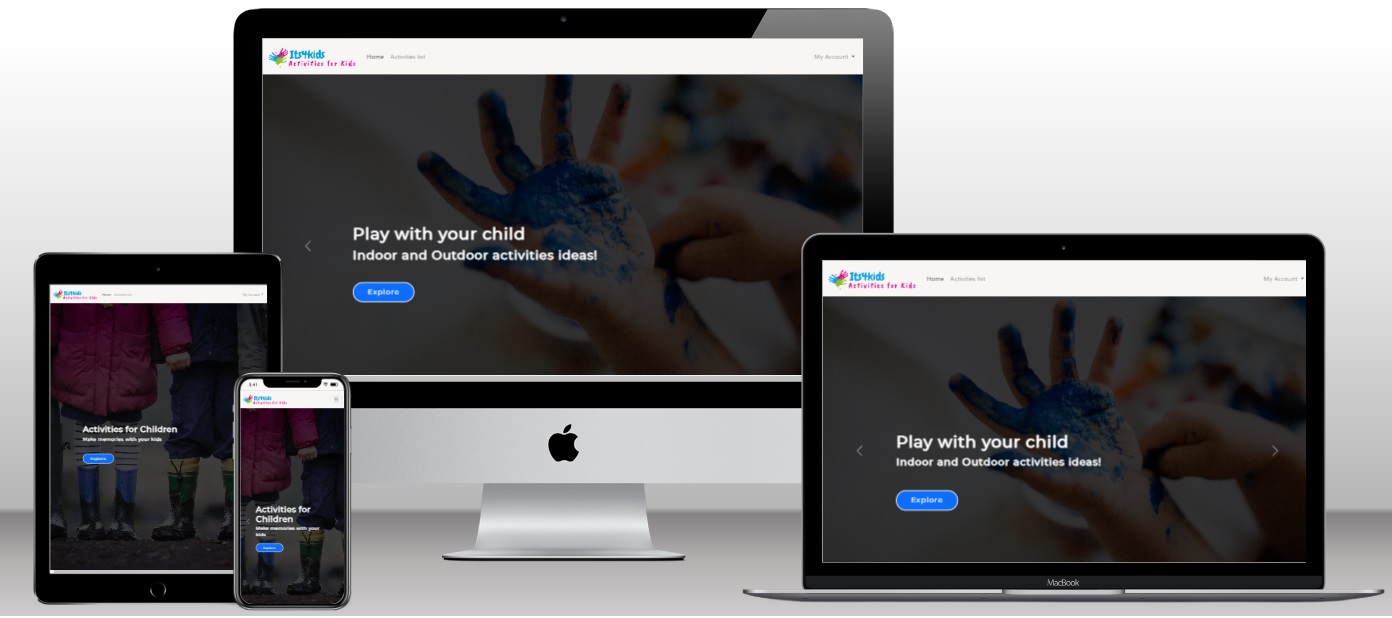 Its4kids
Activities for Kids
Home Activities list
My Account
Play with your child
Indoor and Outdoor activities ideas!
Explore
Its4kids
Activities for Kids
Home Activities list
My Account
Play with your child
Indoor and Outdoor activities ideas!
Explore
MacBook
Its4kids
Activities for Kids
Home Activities list
My Account
Activities for Children
Make memories with your kids
Explore
9:41
Its4kids
Activities for Kids
Activities for
Children
Make memories with your
kids
Explore